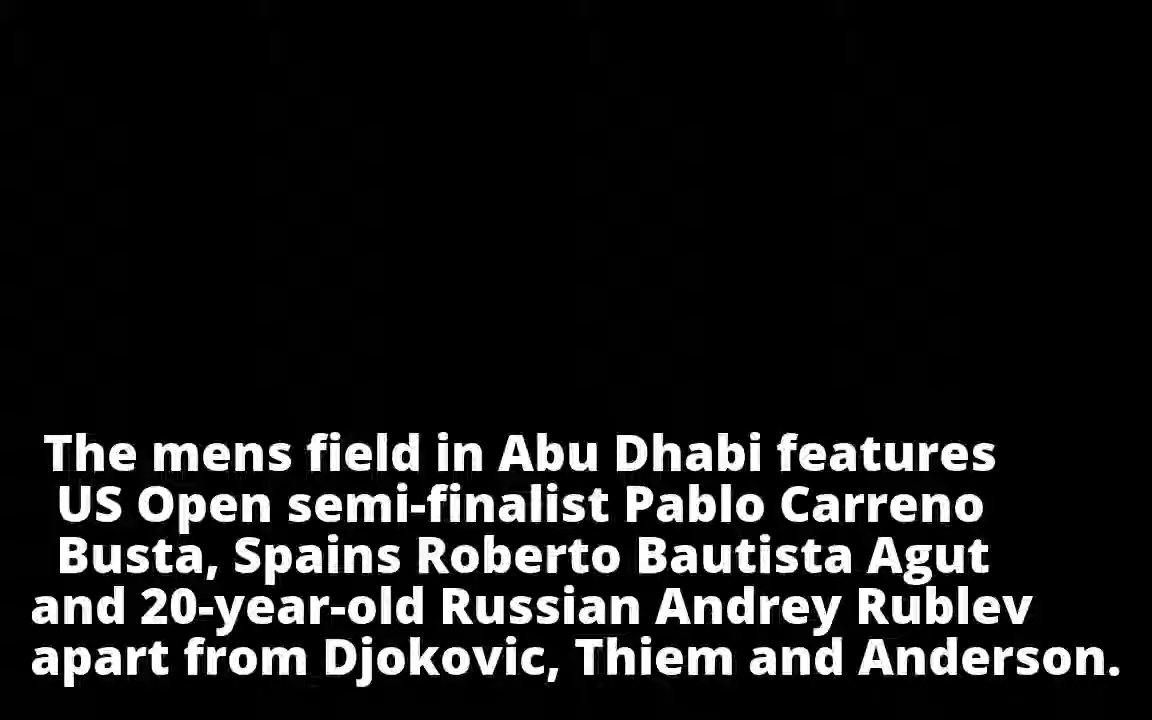 The mens field in Abu Dhabi features
US Open semi-finalist Pablo Carreno
Busta, Spains Roberto Bautista Agut
and 20-year-old Russian Andrey Rublev
apart from Djokovic, Thiem and Anderson.